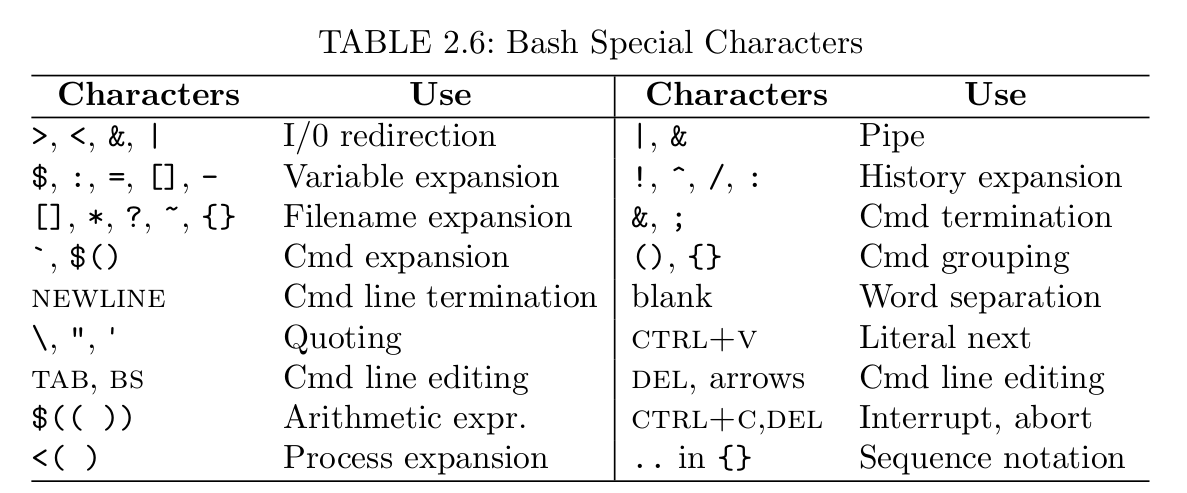 TABLE 2.6: Bash Special Characters
Characters Use Characters Use
>, <, &, | I/0 redirection |, & Pipe
$, :, =, [], - Variable expansion !, ^, /, : History expansion
[], *, ?, ~, {} Filename expansion &, ; Cmd termination
`, $() Cmd expansion (), {} Cmd grouping
NEWLINE Cmd line termination blank Word separation
\, ", ' Quoting CTRL+V Literal next
TAB, BS Cmd line editing DEL, arrows Cmd line editing
$(( )) Arithmetic expr. CTRL+C,DEL Interrupt, abort
<( ) Process expansion .. in {} Sequence notation